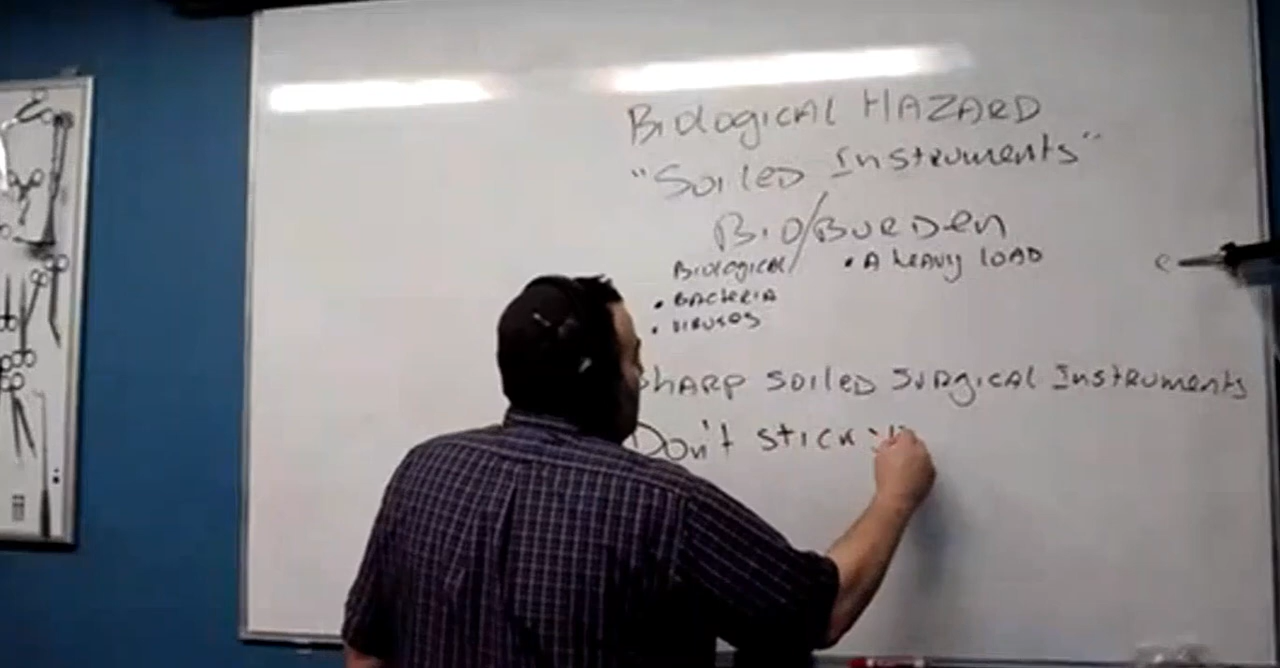 Biological HAZARD
"Soiled Instruments"
BIO/BURDEN
Biological / • A HEAVY LOAD
• BACTERIA
• VIRUSES
SHARP SOILED SURGICAL INSTRUMENTS
Don't stick